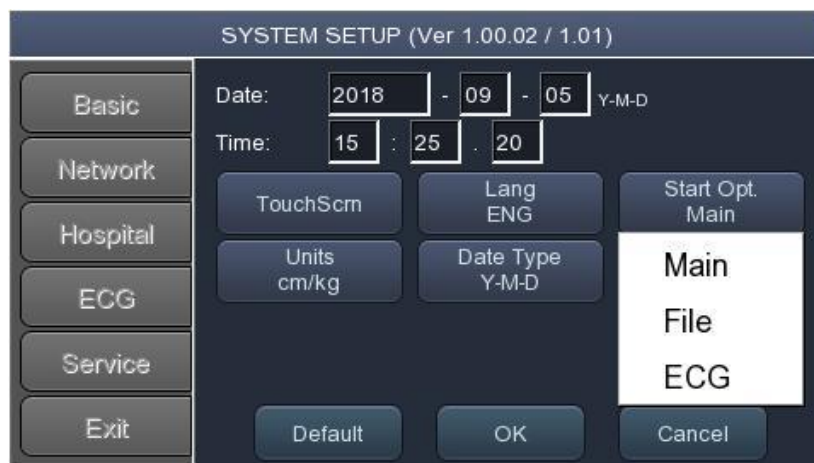 SYSTEM SETUP (Ver 1.00.02 / 1.01)
Basic
Network
Hospital
ECG
Service
Exit
Date: 2018 - 09 - 05 Y-M-D
Time: 15 : 25 . 20
TouchScrn
Lang
ENG
Start Opt.
Main
Units
cm/kg
Date Type
Y-M-D
Main
File
ECG
Default
OK
Cancel